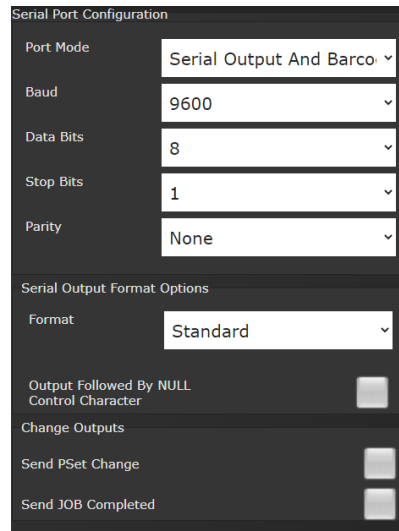 Serial Port Configuration
Port Mode
Serial Output And Barco
Baud
9600
Data Bits
8
Stop Bits
1
Parity
None
Serial Output Format Options
Format
Standard
Output Followed By NULL
Control Character
Change Outputs
Send PSet Change
Send JOB Completed